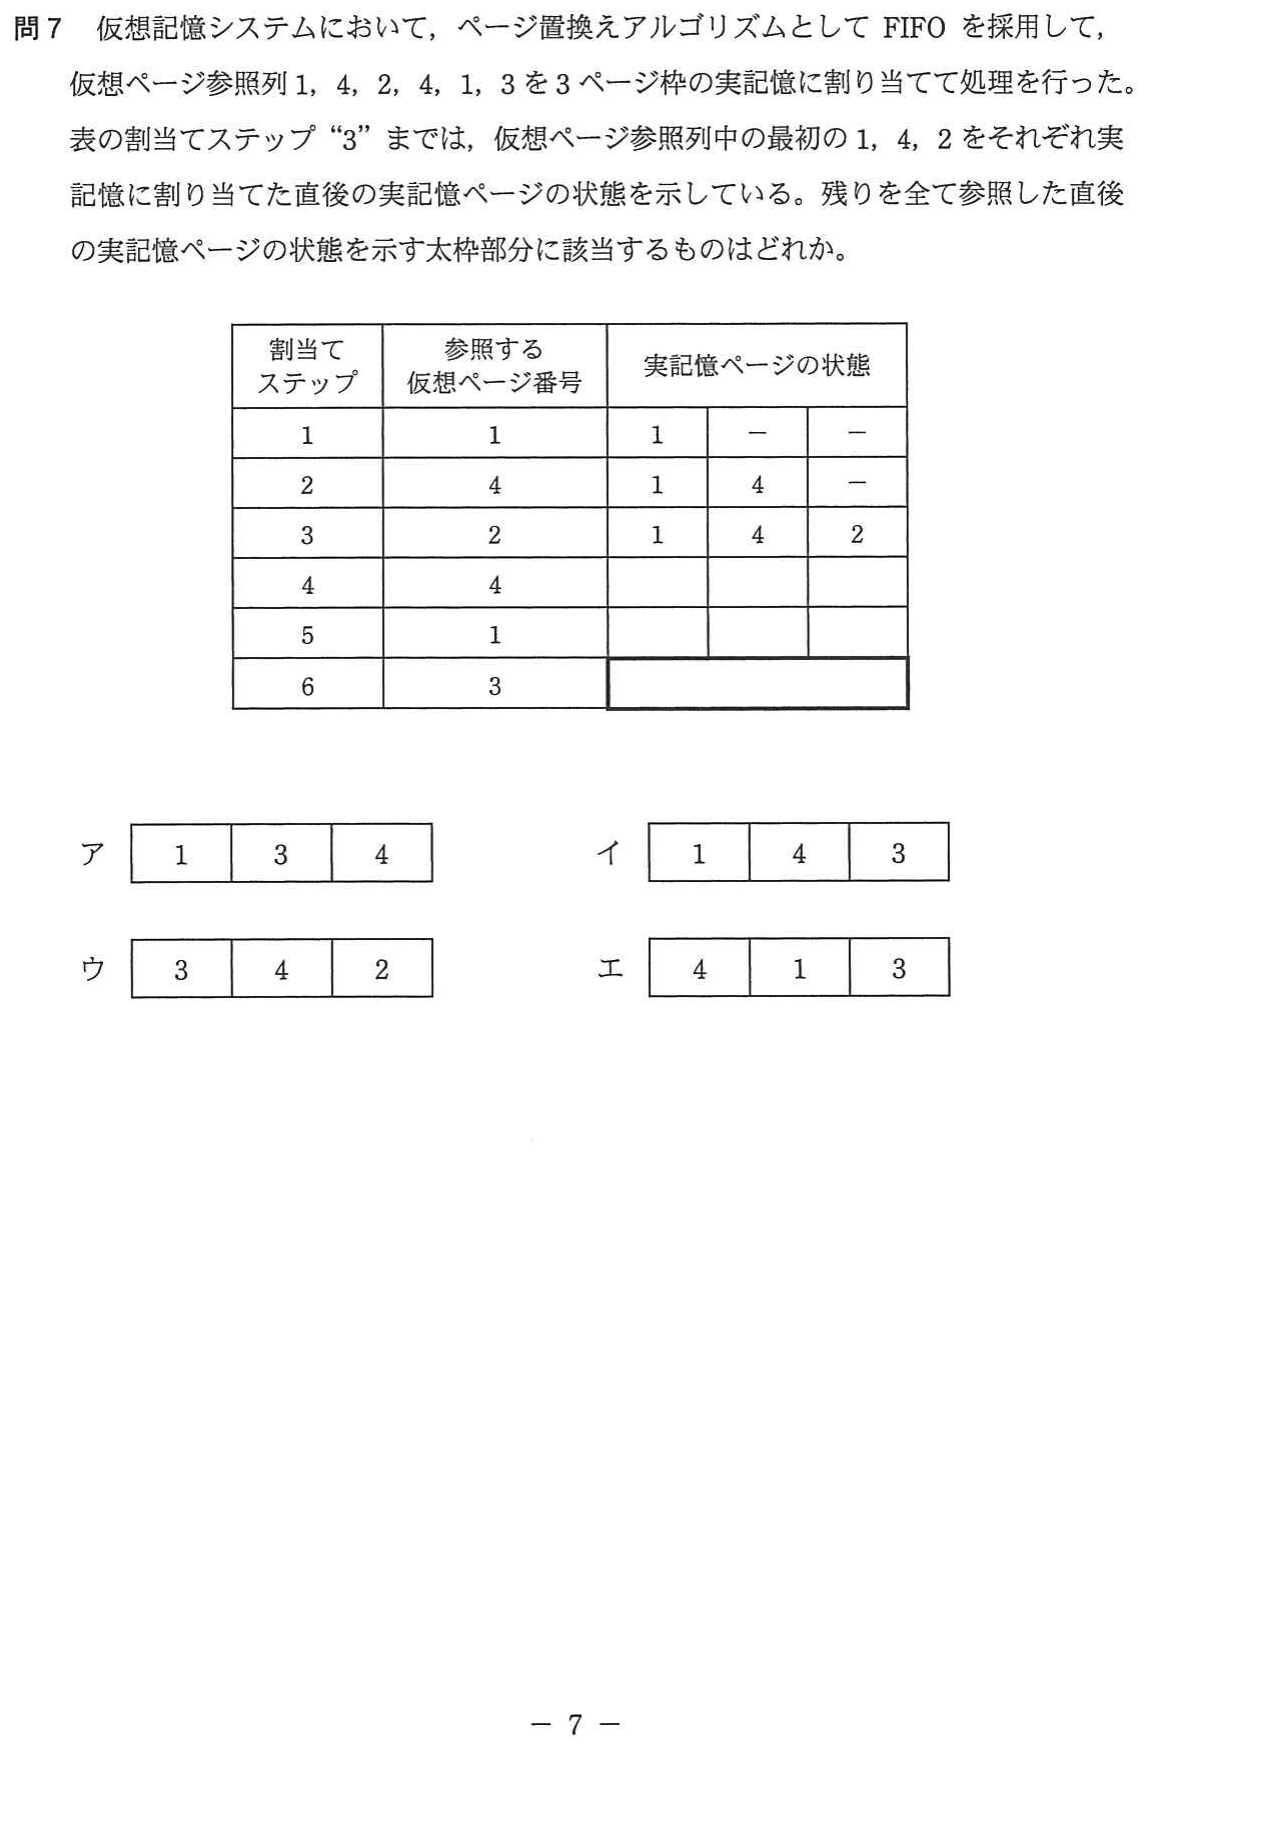 問7 仮想記憶システムにおいて，ページ置換えアルゴリズムとして FIFO を採用して，
仮想ページ参照列 1，4，2，4，1，3 を 3 ページ枠の実記憶に割り当てて処理を行った。
表の割当てステップ “3” までは，仮想ページ参照列中の最初の 1，4，2 をそれぞれ実
記憶に割り当てた直後の実記憶ページの状態を示している。残りを全て参照した直後
の実記憶ページの状態を示す太枠部分に該当するものはどれか。
割当て 参照する 実記憶ページの状態
ステップ 仮想ページ番号
1 1 1 － －
2 4 1 4 －
3 2 1 4 2
4 4
5 1
6 3
ア 1 3 4 イ 1 4 3
ウ 3 4 2 エ 4 1 3
－ 7 －